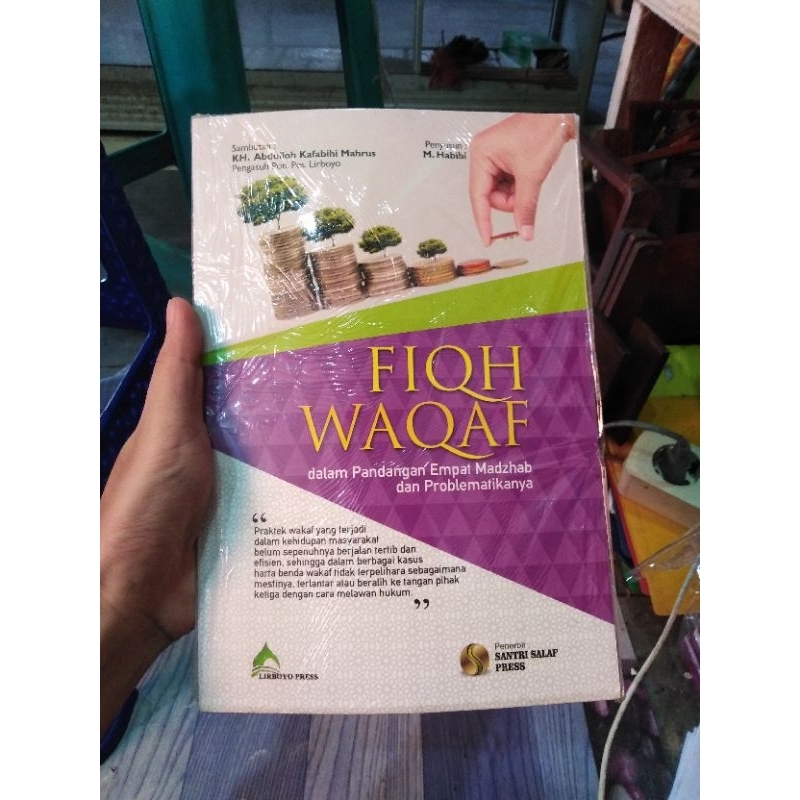 Sambutan :
KH. Abdulloh Kafabihi Mahrus
Pengasuh Pon. Pes. Lirboyo
Penyusun :
M. Habibi
FIQH
WAQAF
dalam Pandangan Empat Madzhab
dan Problematikanya
“
Praktek wakaf yang terjadi
dalam kehidupan masyarakat
belum sepenuhnya berjalan tertib dan
efisien, sehingga dalam berbagai kasus
harta benda wakaf tidak terpelihara sebagaimana
mestinya, terlantar atau beralih ke tangan pihak
ketiga dengan cara melawan hukum.
”
LIRBOYO PRESS
Penerbit
SANTRI SALAF
PRESS